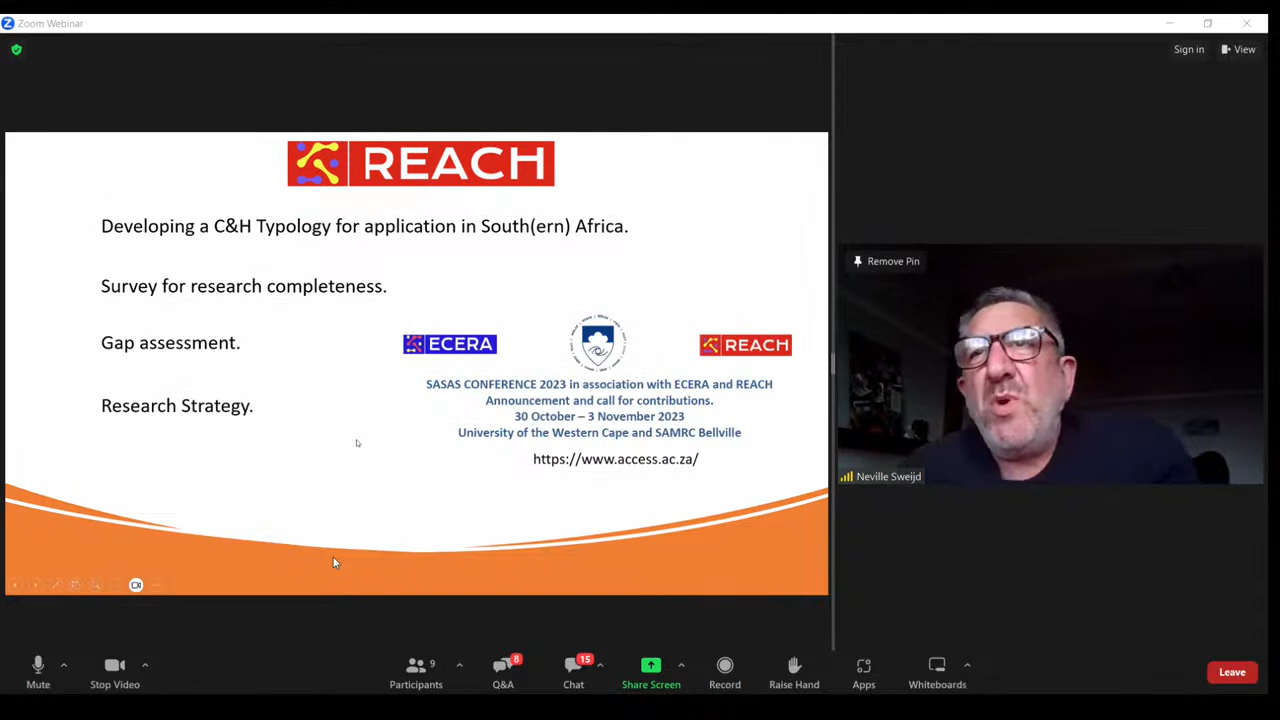 Zoom Webinar
Sign in
View
REACH
Developing a C&H Typology for application in South(ern) Africa.
Survey for research completeness.
Gap assessment.
Research Strategy.
ECERA
REACH
SASAS CONFERENCE 2023 in association with ECERA and REACH
Announcement and call for contributions.
30 October – 3 November 2023
University of the Western Cape and SAMRC Bellville
https://www.access.ac.za/
Remove Pin
Neville Sweijd
Mute
Stop Video
9
Participants
8
Q&A
15
Chat
Share Screen
Record
Raise Hand
Apps
Whiteboards
Leave